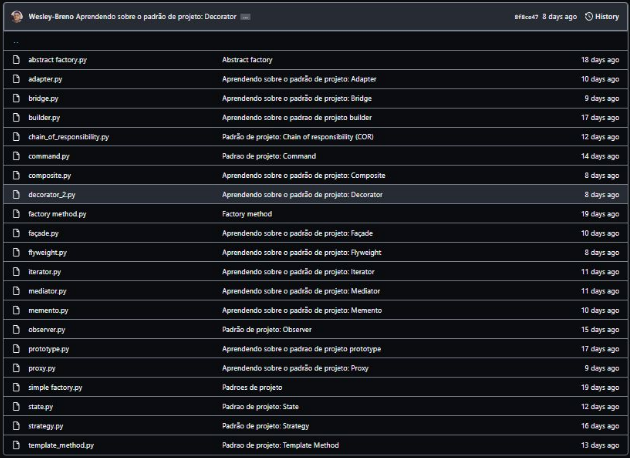 Wesley-Breno Aprendendo sobre o padrão de projeto: Decorator ... 8f8ce47 8 days ago History
..
abstract factory.py Abstract factory 18 days ago
adapter.py Aprendendo sobre o padrão de projeto: Adapter 10 days ago
bridge.py Aprendendo sobre o padrão de projeto: Bridge 9 days ago
builder.py Aprendendo sobre o padrao de projeto builder 17 days ago
chain_of_responsibility.py Padrão de projeto: Chain of responsibility (COR) 12 days ago
command.py Padrao de projeto: Command 14 days ago
composite.py Aprendendo sobre o padrão de projeto: Composite 8 days ago
decorator_2.py Aprendendo sobre o padrão de projeto: Decorator 8 days ago
factory method.py Factory method 19 days ago
façade.py Aprendendo sobre o padrão de projeto: Façade 10 days ago
flyweight.py Aprendendo sobre o padrão de projeto: Flyweight 8 days ago
iterator.py Aprendendo sobre o padrão de projeto: Iterator 11 days ago
mediator.py Aprendendo sobre o padrão de projeto: Mediator 11 days ago
memento.py Aprendendo sobre o padrão de projeto: Memento 10 days ago
observer.py Padrão de projeto: Observer 15 days ago
prototype.py Aprendendo sobre o padrao de projeto prototype 17 days ago
proxy.py Aprendendo sobre o padrão de projeto: Proxy 9 days ago
simple factory.py Padroes de projeto 19 days ago
state.py Padrao de projeto: State 12 days ago
strategy.py Padrão de projeto: Strategy 16 days ago
template_method.py Padrao de projeto: Template Method 13 days ago